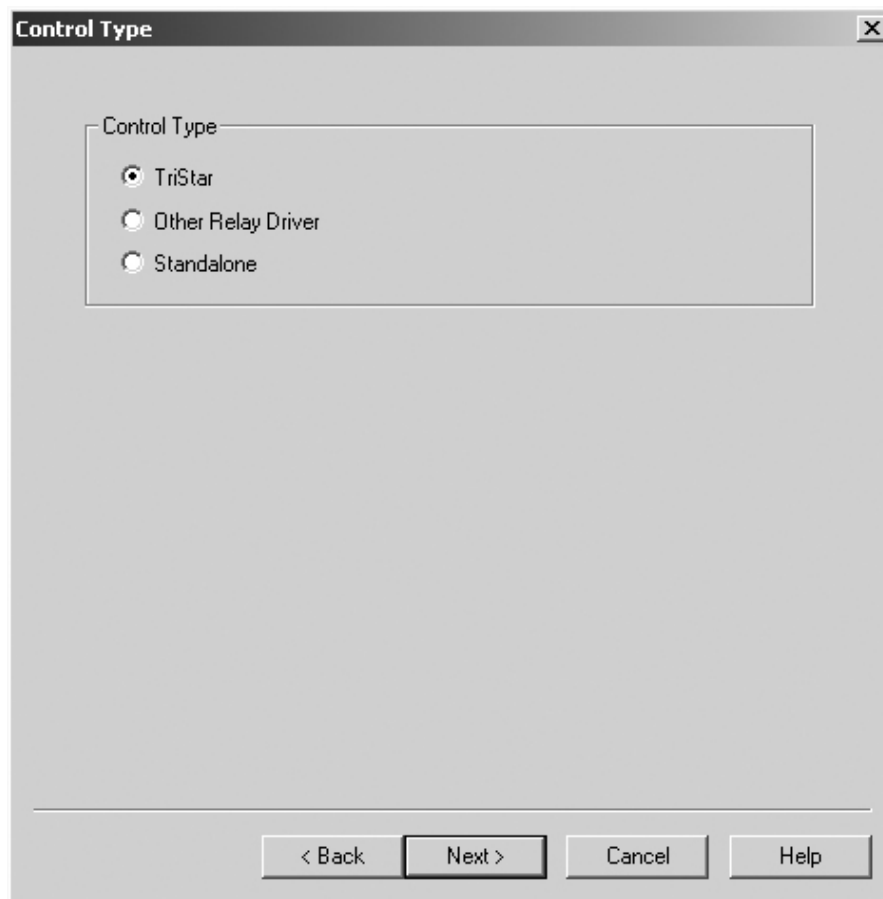 Control Type
Control Type
TriStar
Other Relay Driver
Standalone
< Back Next > Cancel Help